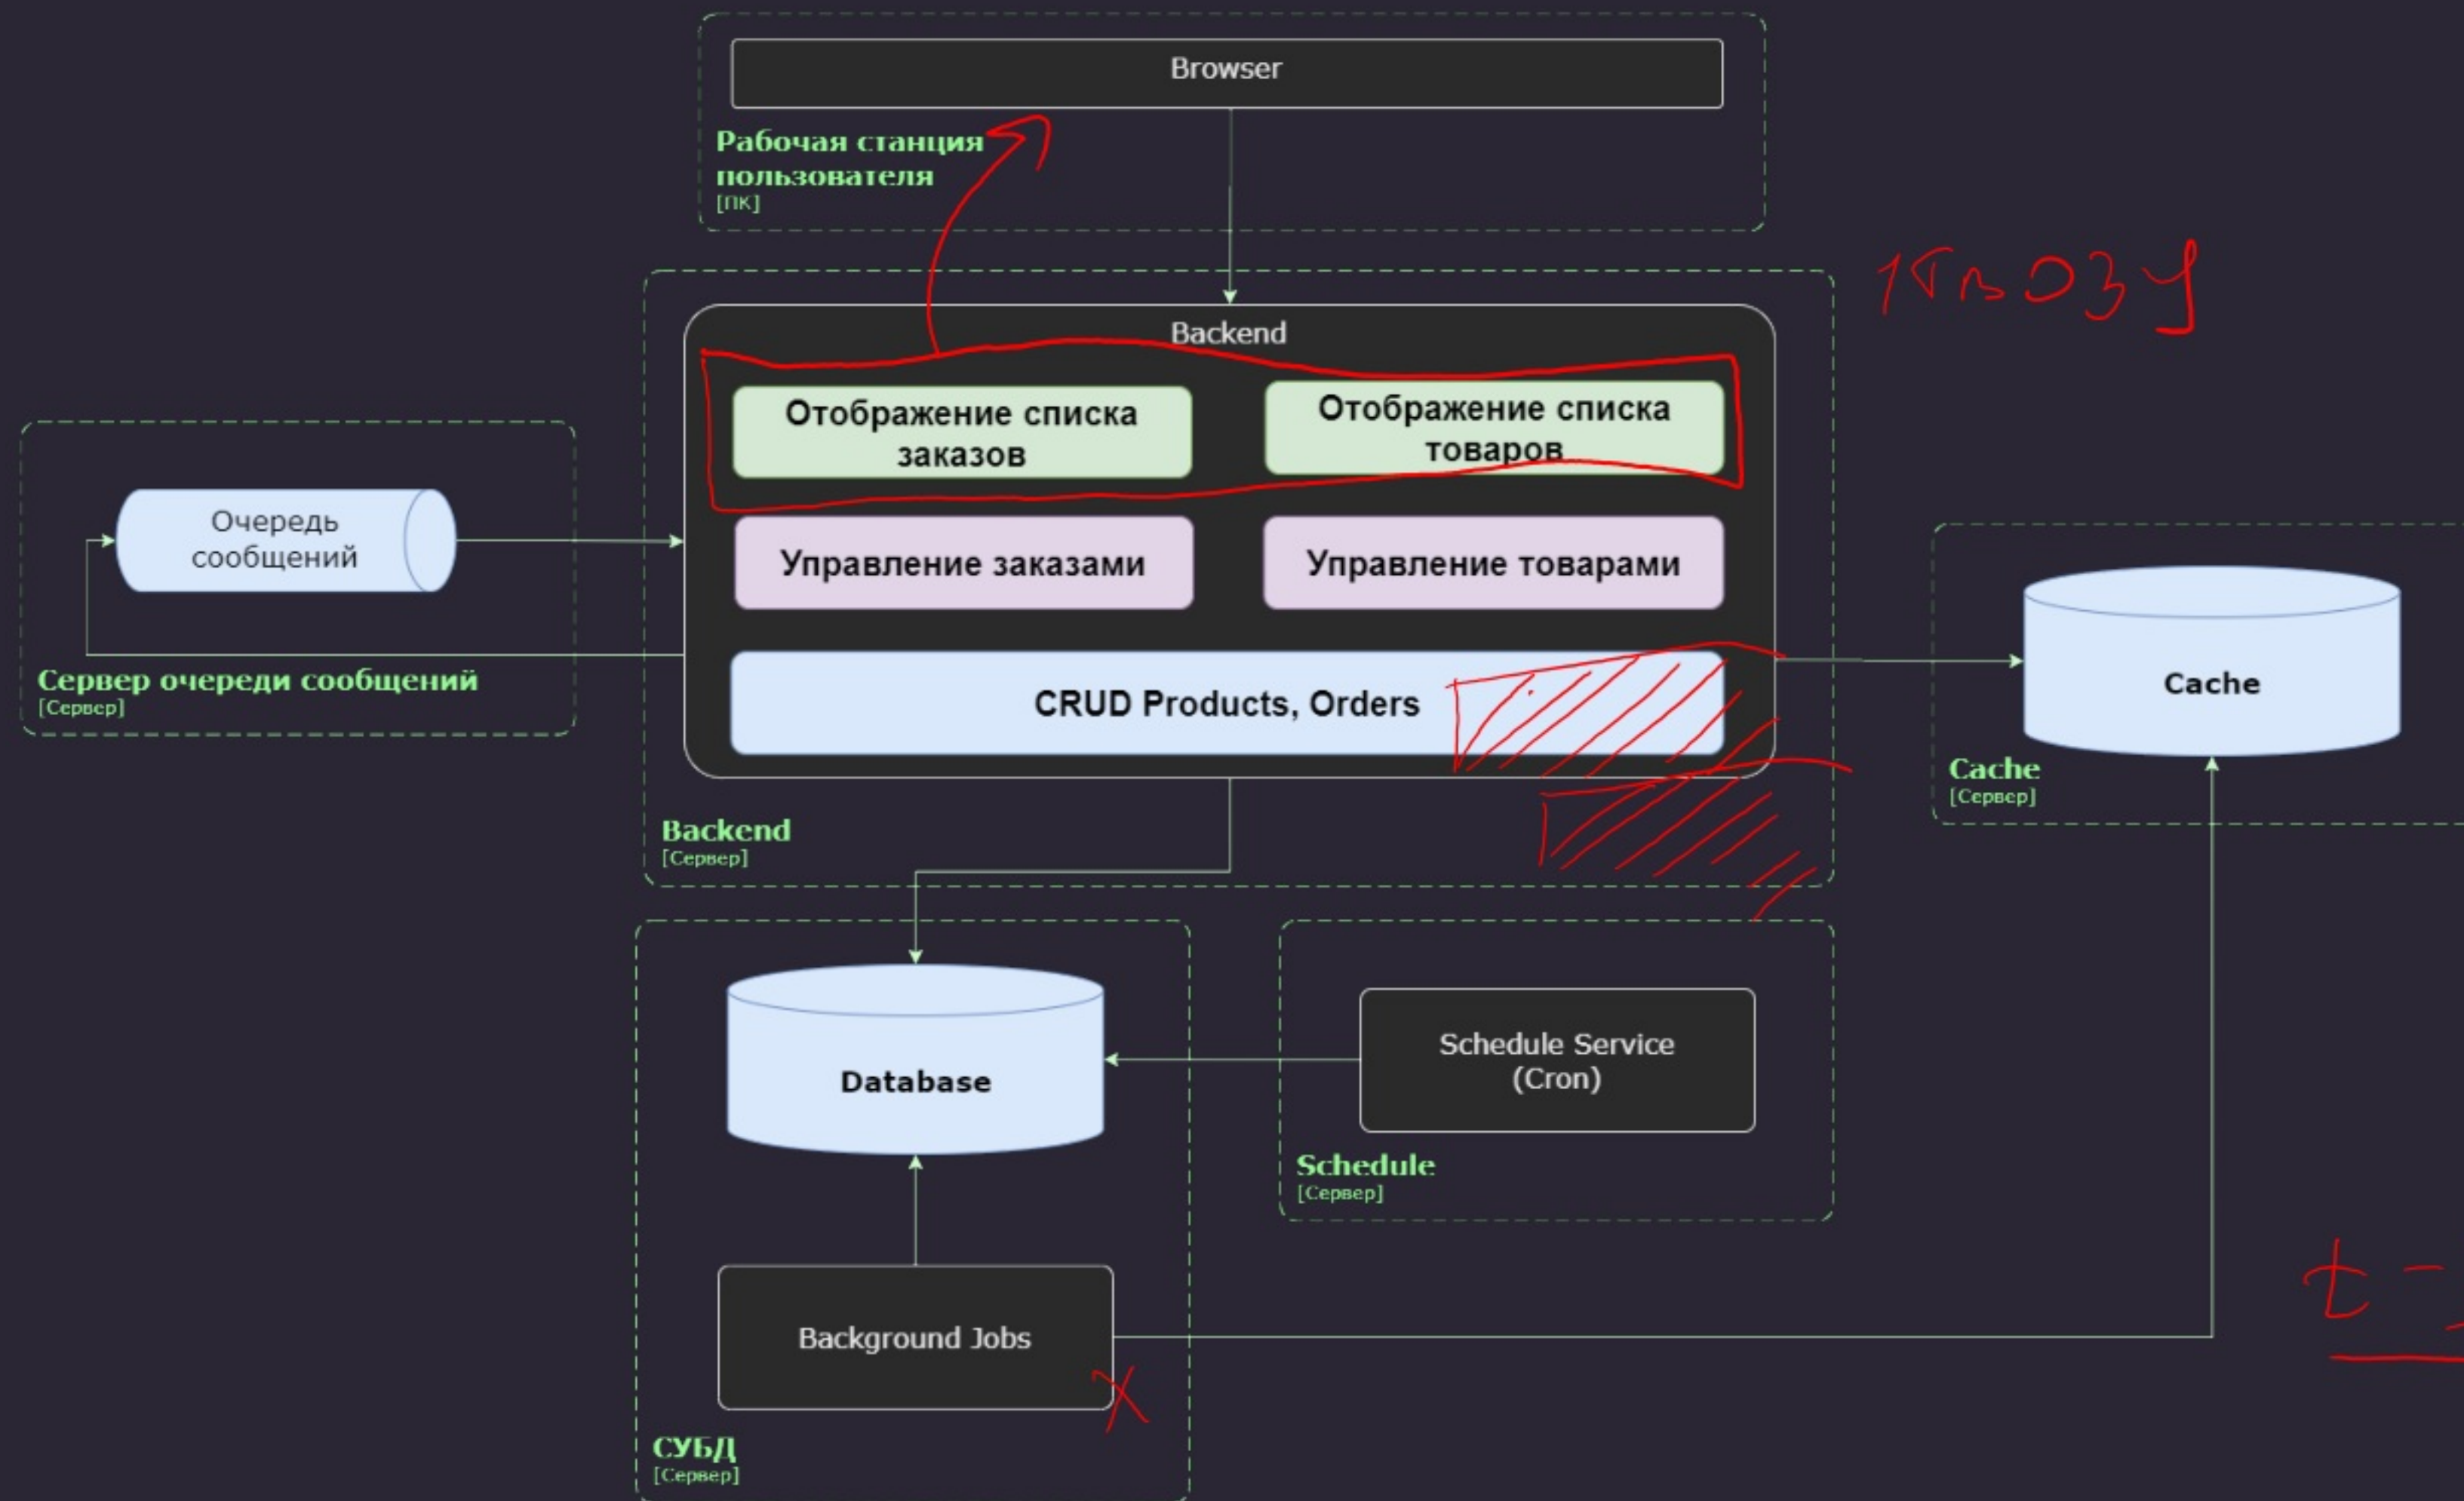 Browser
Рабочая станция
пользователя
[ПК]
Backend
Отображение списка
заказов
Отображение списка
товаров
Очередь
сообщений
Управление заказами
Управление товарами
Сервер очереди сообщений
[Сервер]
CRUD Products, Orders
Cache
Cache
[Сервер]
Backend
[Сервер]
Database
Schedule Service
(Cron)
Schedule
[Сервер]
Background Jobs
СУБД
[Сервер]